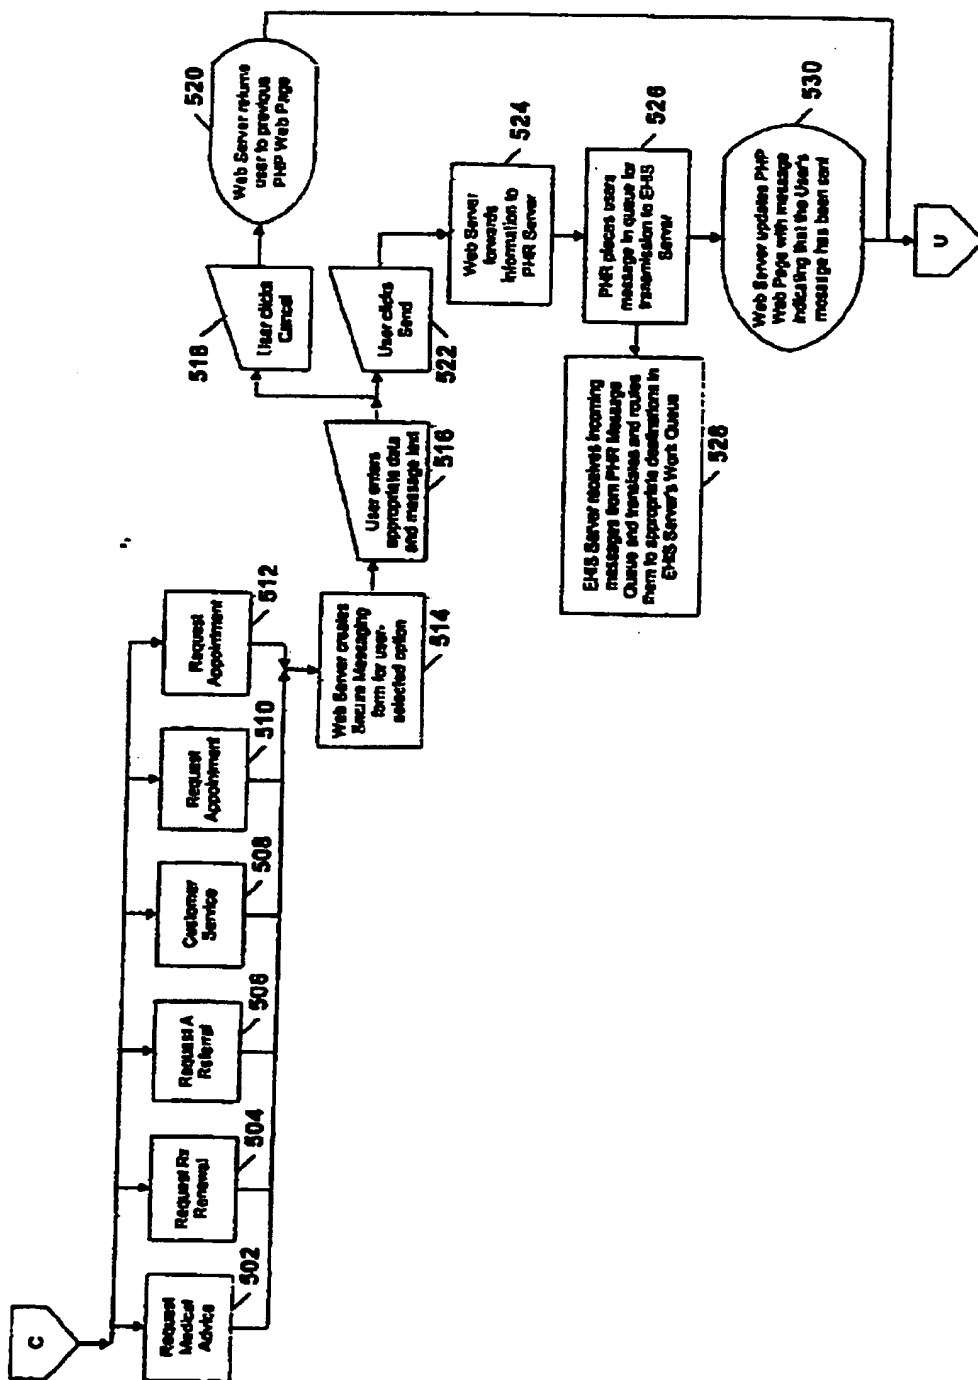 C
Request
Medical
Advice
502
Request Rx
Renewal
504
Request A
Referral
506
Customer
Service
508
Request
Appointment
510
Request
Appointment
512
Web Server creates
Secure Messaging
form for user-
selected option
514
User enters
appropriate data
and message text
516
User clicks
Cancel
518
Web Server returns
user to previous
PHP Web Page
520
User clicks
Send
522
Web Server
forwards
Information to
PHR Server
524
PHR places users
message in queue for
transmission to EHIS
Server
526
EHIS Server receives incoming
messages from PHR Message
Queue and translates and routes
them to appropriate destinations in
EHIS Server's Work Queue
528
Web Server updates PHP
Web Page with message
indicating that the User's
message has been sent
530
U